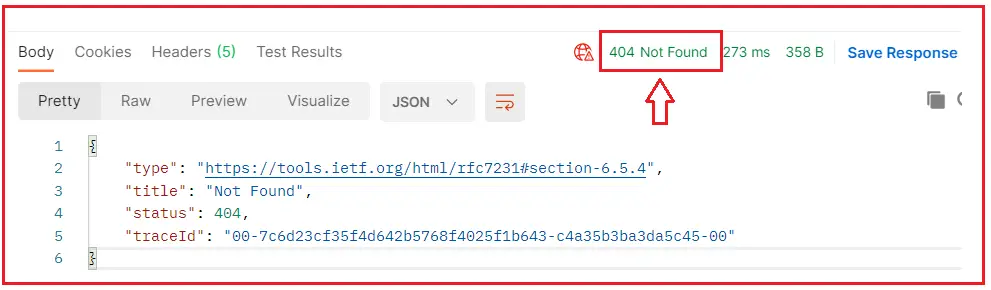 Body Cookies Headers (5) Test Results 404 Not Found 273 ms 358 B Save Response
Pretty Raw Preview Visualize JSON
1 {
2 "type": "https://tools.ietf.org/html/rfc7231#section-6.5.4",
3 "title": "Not Found",
4 "status": 404,
5 "traceId": "00-7c6d23cf35f4d642b5768f4025f1b643-c4a35b3ba3da5c45-00"
6 }